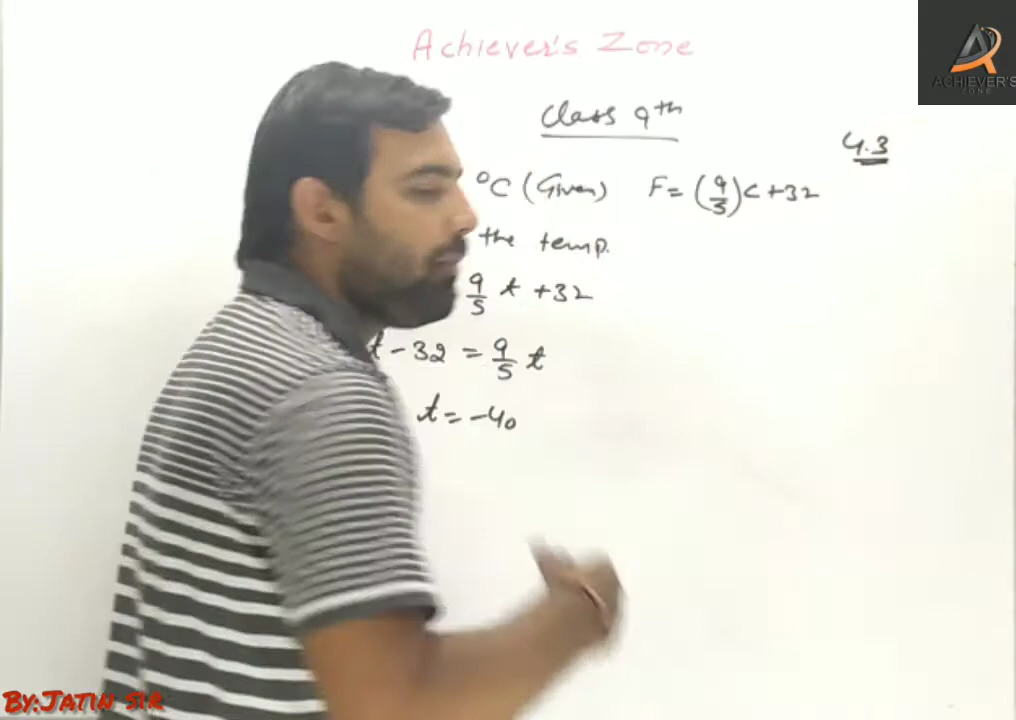 Achiever's Zone
ACHIEVER'S
ZONE
Class 9th
4.3
°C (Given) F = (9/5)C + 32
the temp.
9/5 t + 32
t - 32 = 9/5 t
t = -40
By:Jatin sir